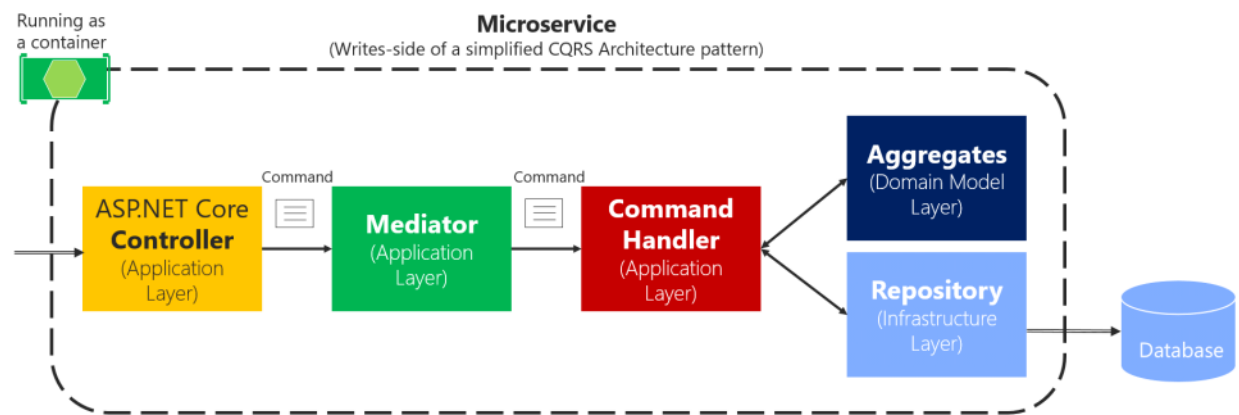 Running as
a container
Microservice
(Writes-side of a simplified CQRS Architecture pattern)
Command
Command
ASP.NET Core
Controller
(Application
Layer)
Mediator
(Application
Layer)
Command
Handler
(Application
Layer)
Aggregates
(Domain Model
Layer)
Repository
(Infrastructure
Layer)
Database